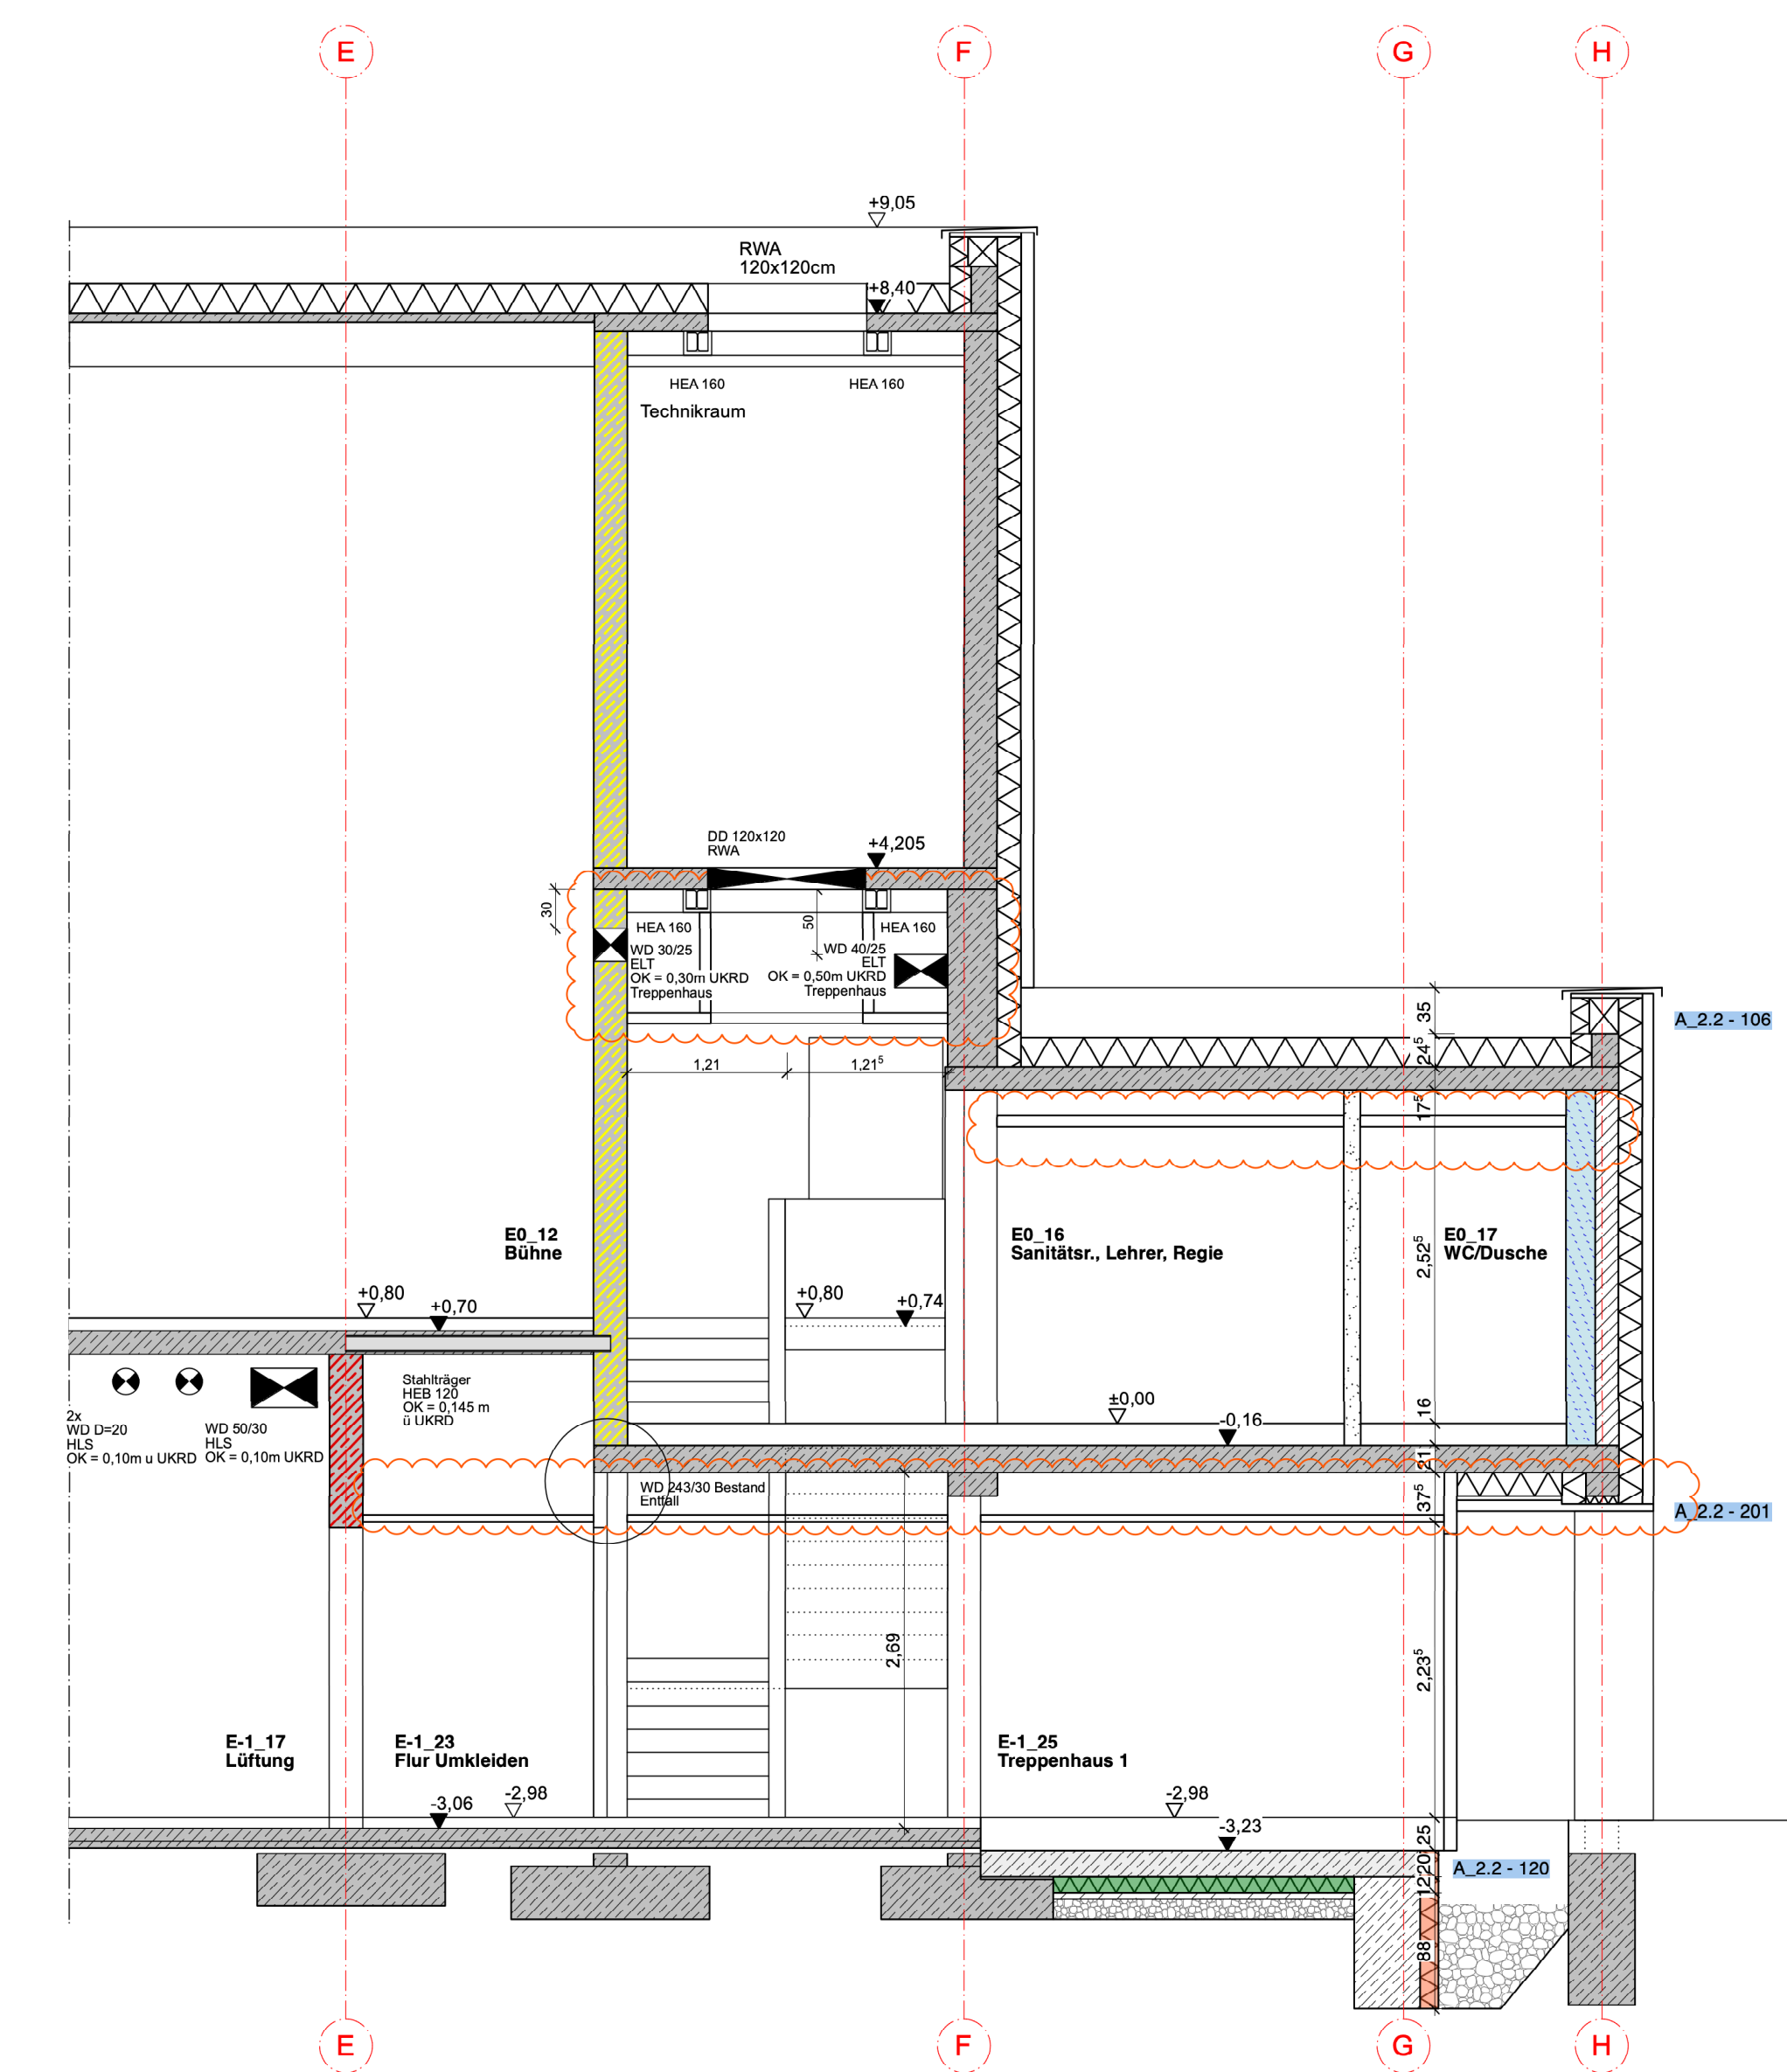 E
F
G
H
+9,05
RWA
120x120cm
+8,40
HEA 160
HEA 160
Technikraum
DD 120x120
RWA
+4,205
30
50
HEA 160
HEA 160
WD 30/25
ELT
OK = 0,30m UKRD
Treppenhaus
WD 40/25
ELT
OK = 0,50m UKRD
Treppenhaus
35
A_2.2 - 106
24⁵
1,21
1,21⁵
17⁵
E0_12
Bühne
E0_16
Sanitätsr., Lehrer, Regie
2,52⁵
E0_17
WC/Dusche
+0,80
+0,70
+0,80
+0,74
Stahlträger
HEB 120
OK = 0,145 m
ü UKRD
±0,00
-0,16
16
2x
WD D=20
HLS
OK = 0,10m u UKRD
WD 50/30
HLS
OK = 0,10m UKRD
21
WD 243/30 Bestand
Entfall
37⁵
A_2.2 - 201
2,69
2,23⁵
E-1_17
Lüftung
E-1_23
Flur Umkleiden
E-1_25
Treppenhaus 1
-3,06
-2,98
-2,98
-3,23
25
20
12
A_2.2 - 120
88
E
F
G
H